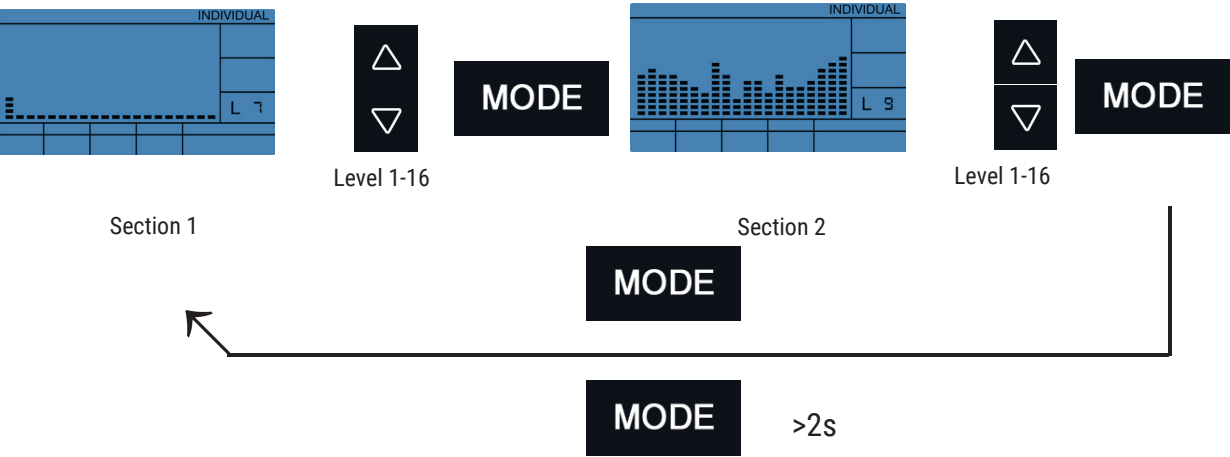 INDIVIDUAL
L 7
MODE
Level 1-16
Section 1
INDIVIDUAL
L 9
MODE
Level 1-16
Section 2
MODE
MODE >2s